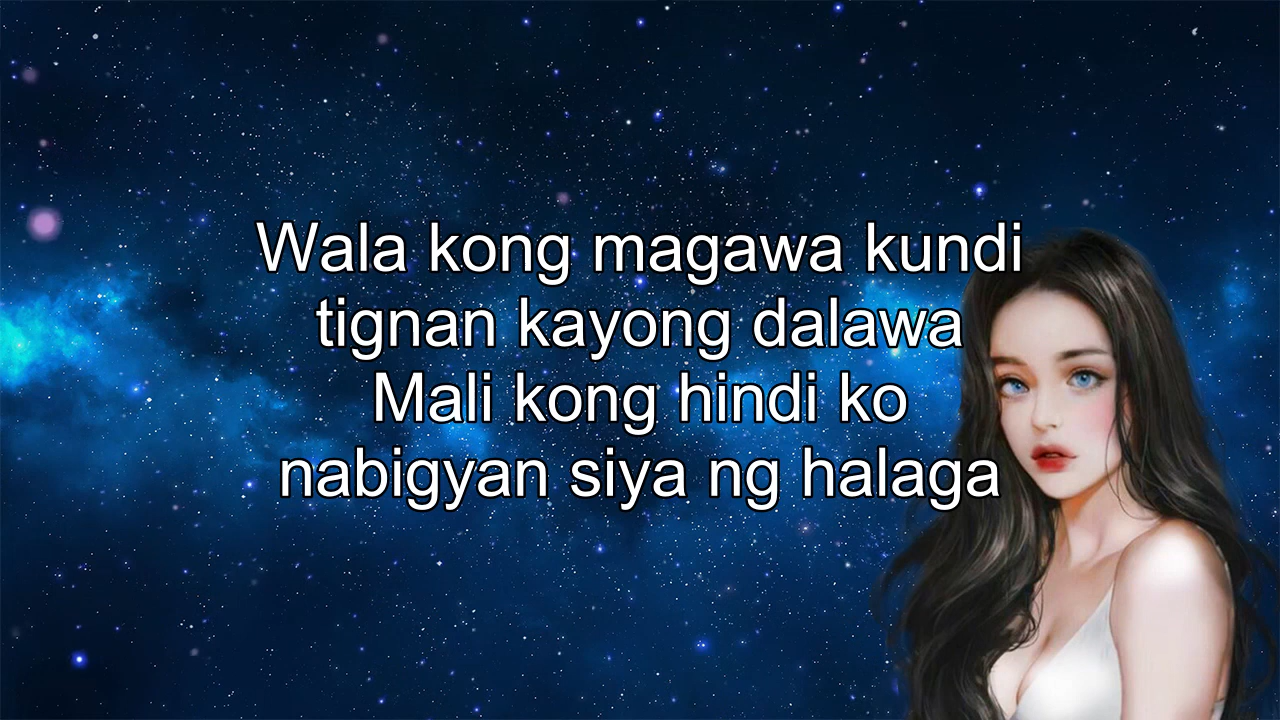 Wala kong magawa kundi
tignan kayong dalawa
Mali kong hindi ko
nabigyan siya ng halaga